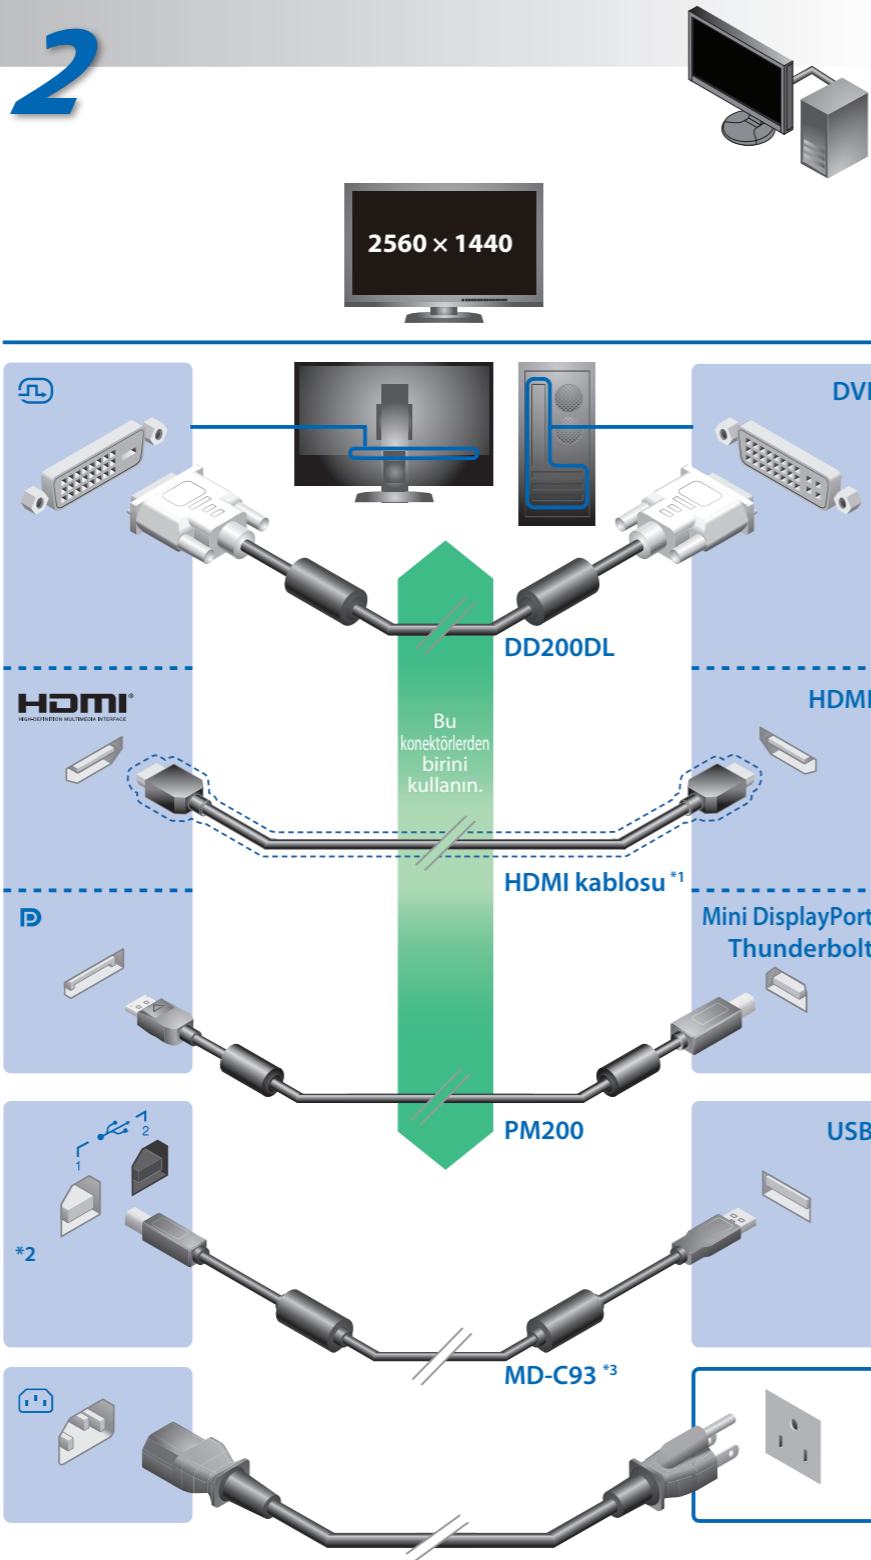 2
2560 × 1440
DVI
DD200DL
HDMI®
HIGH-DEFINITION MULTIMEDIA INTERFACE
HDMI
Bu
konektörlerden
birini
kullanın.
HDMI kablosu *1
Mini DisplayPort
Thunderbolt
PM200
1
2
USB
*2
MD-C93 *3